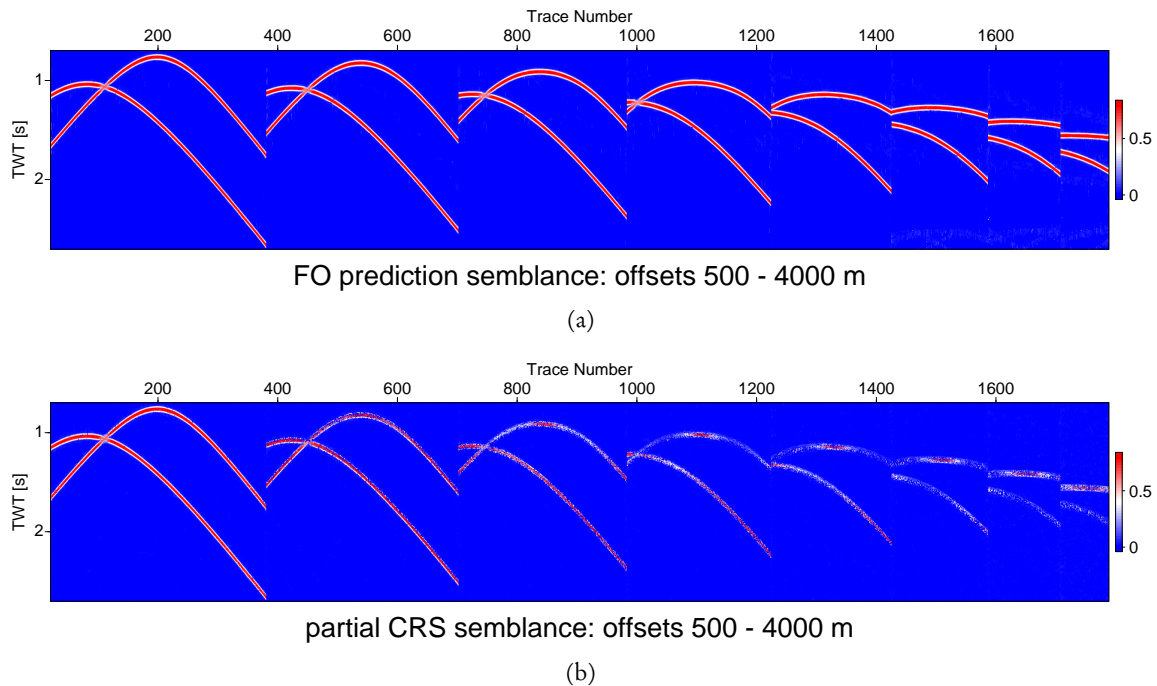 Trace Number
200 400 600 800 1000 1200 1400 1600
1
2
TWT [s]
0.5
0
FO prediction semblance: offsets 500 - 4000 m
(a)
Trace Number
200 400 600 800 1000 1200 1400 1600
1
2
TWT [s]
0.5
0
partial CRS semblance: offsets 500 - 4000 m
(b)